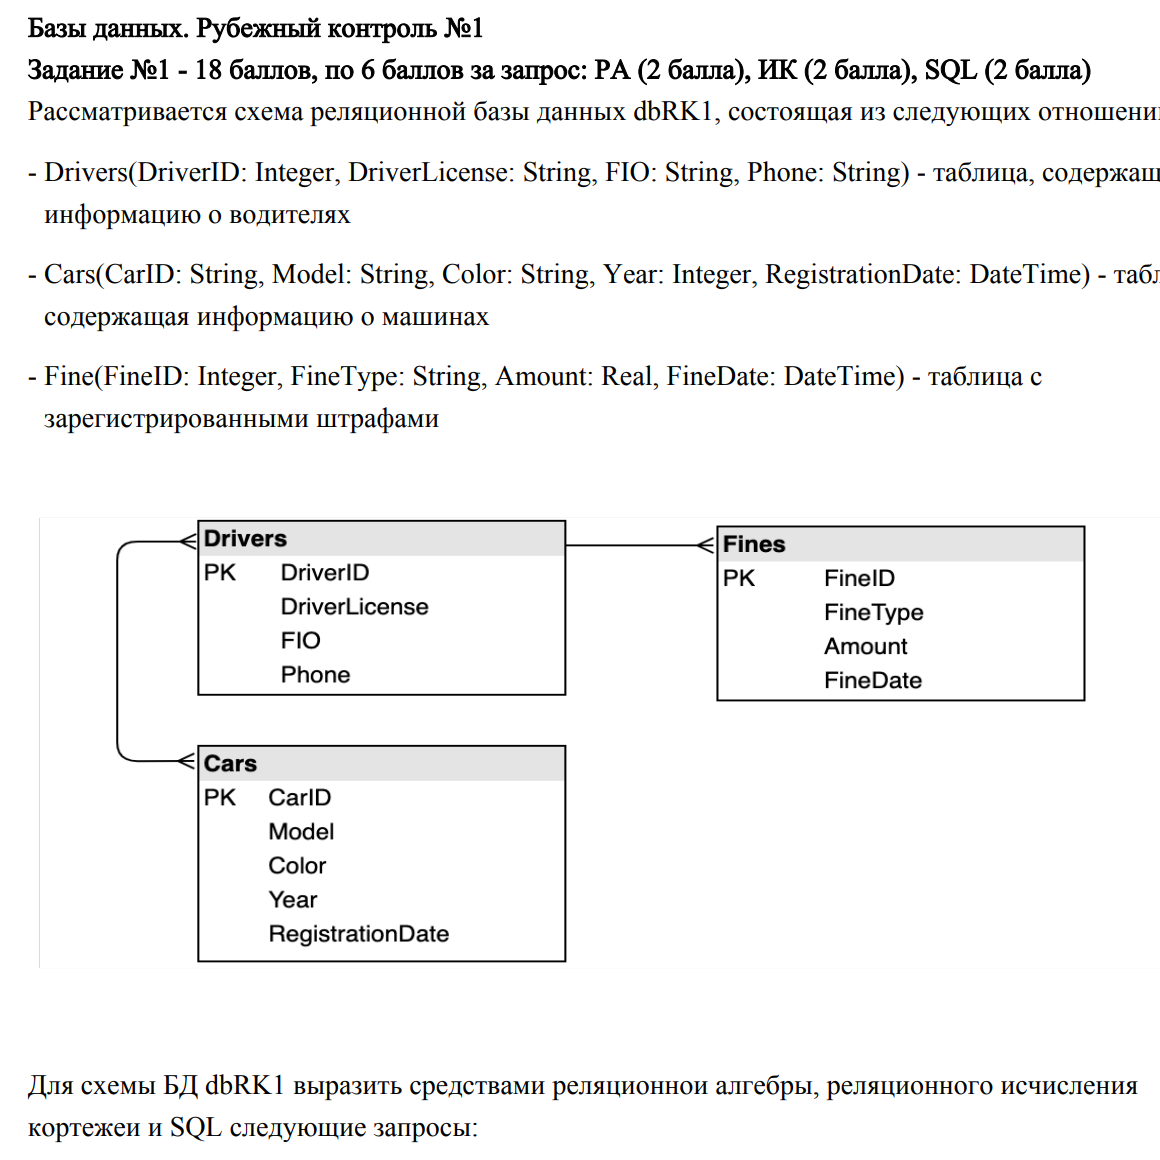 Базы данных. Рубежный контроль №1
Задание №1 - 18 баллов, по 6 баллов за запрос: РА (2 балла), ИК (2 балла), SQL (2 балла)
Рассматривается схема реляционной базы данных dbRK1, состоящая из следующих отношени
- Drivers(DriverID: Integer, DriverLicense: String, FIO: String, Phone: String) - таблица, содержащ
информацию о водителях
- Cars(CarID: String, Model: String, Color: String, Year: Integer, RegistrationDate: DateTime) - табл
содержащая информацию о машинах
- Fine(FineID: Integer, FineType: String, Amount: Real, FineDate: DateTime) - таблица с
зарегистрированными штрафами
Drivers
PK DriverID
DriverLicense
FIO
Phone
Fines
PK FineID
FineType
Amount
FineDate
Cars
PK CarID
Model
Color
Year
RegistrationDate
Для схемы БД dbRK1 выразить средствами реляционнои алгебры, реляционного исчисления
кортежеи и SQL следующие запросы: